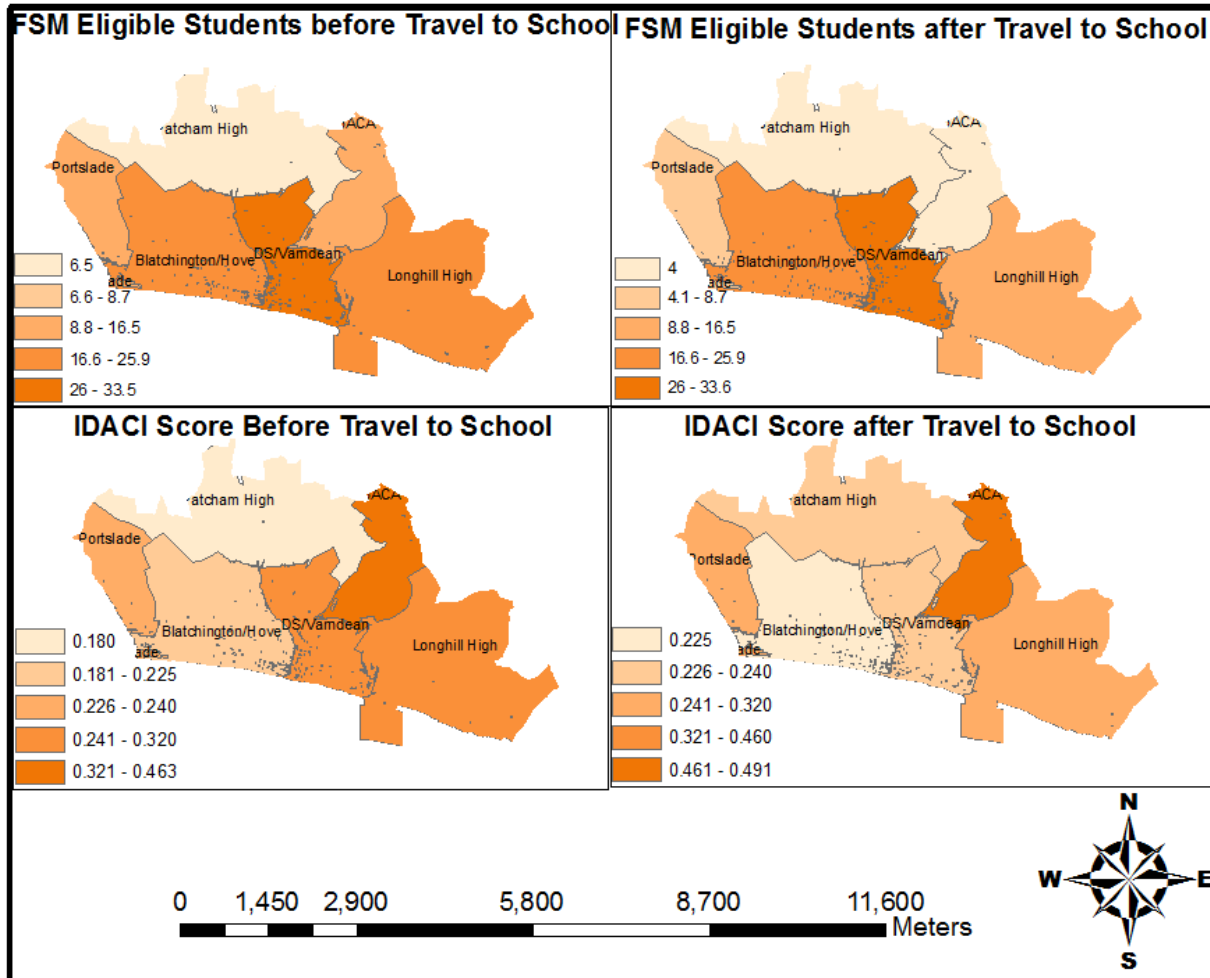 FSM Eligible Students before Travel to School
atcham High
ACA
Portslade
DS/Varndean
Blatchington/Hove
Longhill High
lade
6.5
6.6 - 8.7
8.8 - 16.5
16.6 - 25.9
26 - 33.5
FSM Eligible Students after Travel to School
atcham High
ACA
Portslade
DS/Varndean
Blatchington/Hove
Longhill High
lade
4
4.1 - 8.7
8.8 - 16.5
16.6 - 25.9
26 - 33.6
IDACI Score Before Travel to School
atcham High
ACA
Portslade
DS/Varndean
Blatchington/Hove
Longhill High
ade
0.180
0.181 - 0.225
0.226 - 0.240
0.241 - 0.320
0.321 - 0.463
IDACI Score after Travel to School
atcham High
ACA
ortslade
DS/Varndean
Blatchington/Hove
Longhill High
ade
0.225
0.226 - 0.240
0.241 - 0.320
0.321 - 0.460
0.461 - 0.491
N
W E
S
0 1,450 2,900 5,800 8,700 11,600
Meters